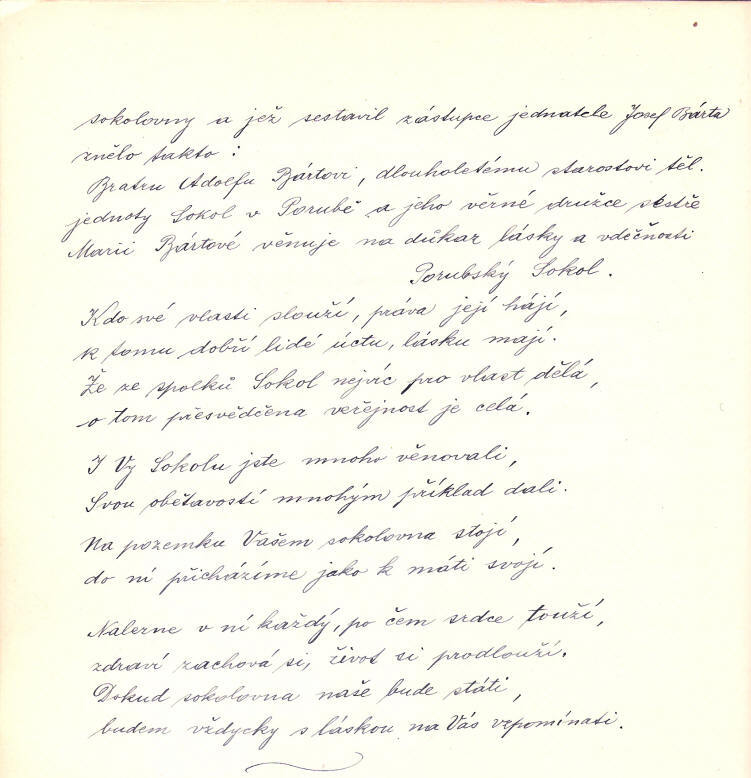 sokolovny a jež sestavil zástupce jednatele Josef Bárta
znělo takto :
Bratru Adolfu Bártovi, dlouholetému starostovi těl.
jednoty Sokol v Porubě a jeho věrné družce sestře
Marii Bártové věnuje na důkaz lásky a vděčnosti
Porubský Sokol.
Kdo své vlasti slouží, práva její hájí,
k tomu dobří lidé úctu, lásku mají.
Že ze spolků Sokol nejvíc pro vlast dělá,
o tom přesvědčena veřejnost je celá.
I Vy Sokolu jste mnoho věnovali,
Svou obětavostí mnohým příklad dali.
Na pozemku Vašem sokolovna stojí,
do ní přicházíme jako k máti svojí.
Nalezne v ní každý, po čem srdce touží,
zdraví zachová si, život si prodlouží.
Dokud sokolovna naše bude státi,
budem vždycky s láskou na Vás vzpomínati.